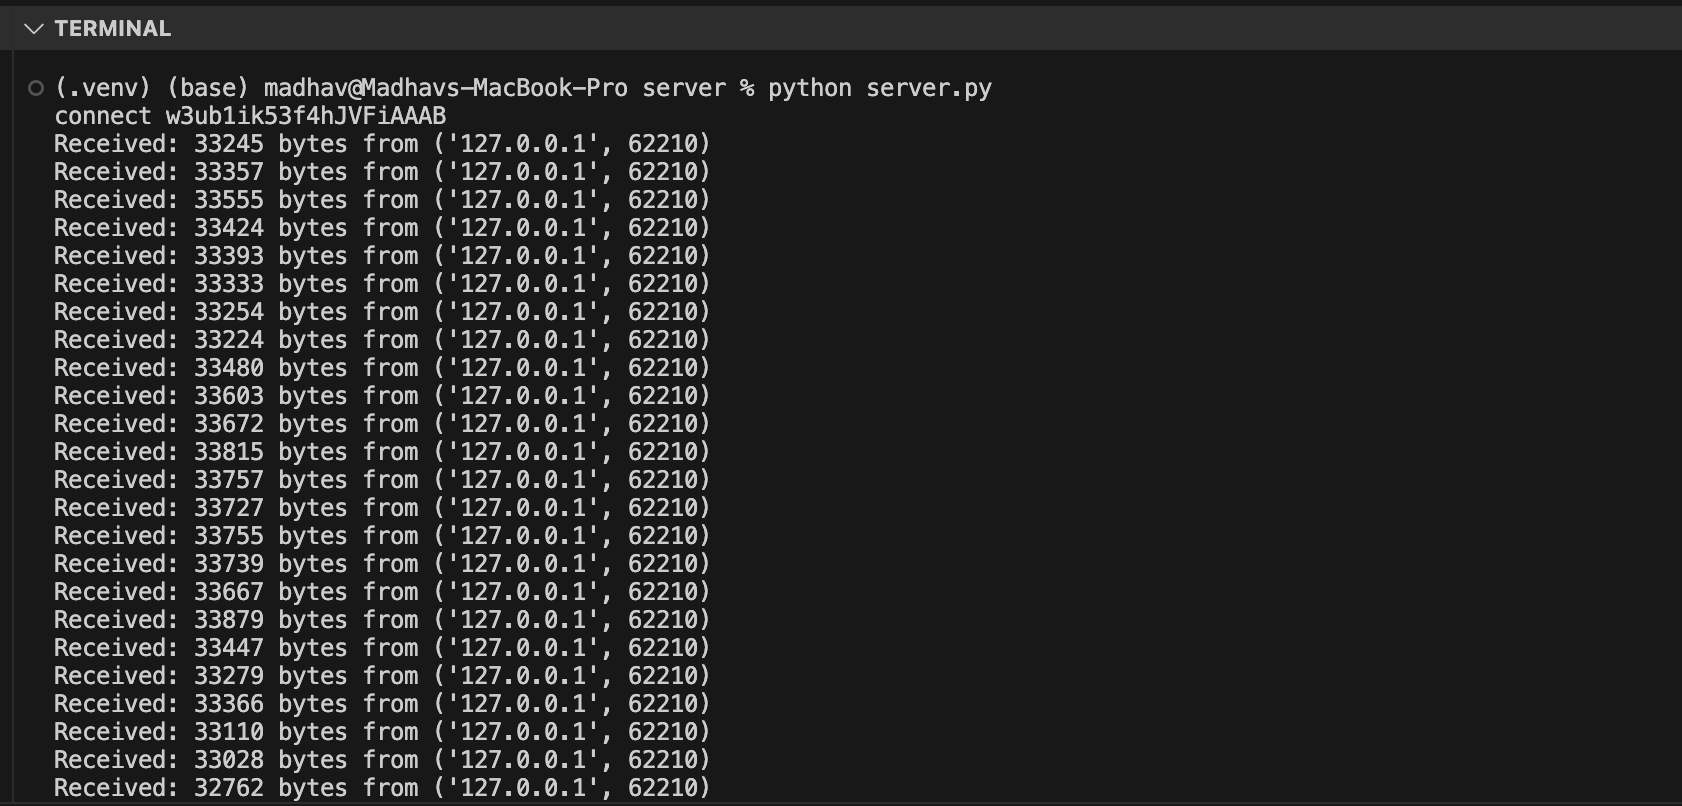 TERMINAL
(.venv) (base) madhav@Madhavs-MacBook-Pro server % python server.py
connect w3ub1ik53f4hJVFiAAAB
Received: 33245 bytes from ('127.0.0.1', 62210)
Received: 33357 bytes from ('127.0.0.1', 62210)
Received: 33555 bytes from ('127.0.0.1', 62210)
Received: 33424 bytes from ('127.0.0.1', 62210)
Received: 33393 bytes from ('127.0.0.1', 62210)
Received: 33333 bytes from ('127.0.0.1', 62210)
Received: 33254 bytes from ('127.0.0.1', 62210)
Received: 33224 bytes from ('127.0.0.1', 62210)
Received: 33480 bytes from ('127.0.0.1', 62210)
Received: 33603 bytes from ('127.0.0.1', 62210)
Received: 33672 bytes from ('127.0.0.1', 62210)
Received: 33815 bytes from ('127.0.0.1', 62210)
Received: 33757 bytes from ('127.0.0.1', 62210)
Received: 33727 bytes from ('127.0.0.1', 62210)
Received: 33755 bytes from ('127.0.0.1', 62210)
Received: 33739 bytes from ('127.0.0.1', 62210)
Received: 33667 bytes from ('127.0.0.1', 62210)
Received: 33879 bytes from ('127.0.0.1', 62210)
Received: 33447 bytes from ('127.0.0.1', 62210)
Received: 33279 bytes from ('127.0.0.1', 62210)
Received: 33366 bytes from ('127.0.0.1', 62210)
Received: 33110 bytes from ('127.0.0.1', 62210)
Received: 33028 bytes from ('127.0.0.1', 62210)
Received: 32762 bytes from ('127.0.0.1', 62210)